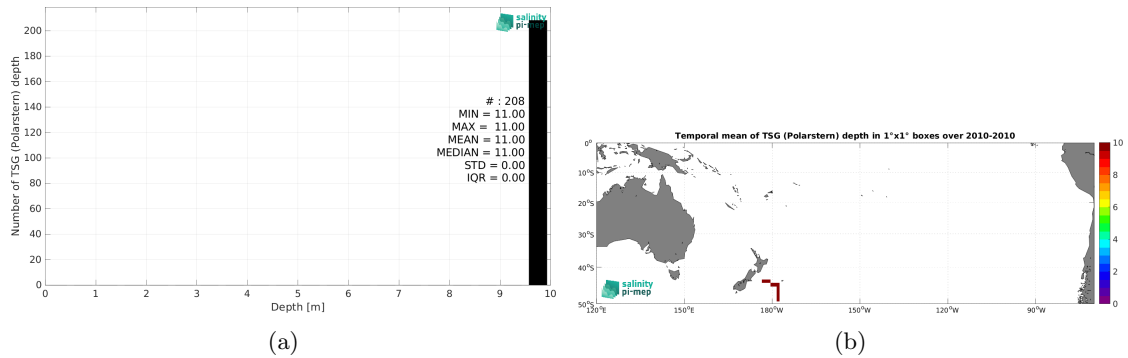 salinity
pi-mep
Number of TSG (Polarstern) depth
200
180
160
140
120
100
80
60
40
20
0
# : 208
MIN = 11.00
MAX = 11.00
MEAN = 11.00
MEDIAN = 11.00
STD = 0.00
IQR = 0.00
0 1 2 3 4 5 6 7 8 9 10
Depth [m]
(a)
Temporal mean of TSG (Polarstern) depth in 1°x1° boxes over 2010-2010
0°
10°S
20°S
30°S
40°S
50°S
120°E 150°E 180°W 150°W 120°W 90°W
salinity
pi-mep
10
8
6
4
2
0
(b)